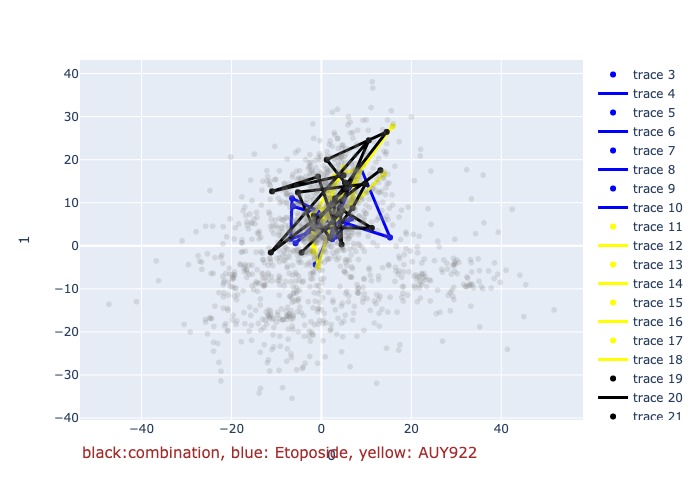 40
30
20
10
0
−10
−20
−30
−40
1
−40
−20
0
20
40
0
black:combination, blue: Etoposide, yellow: AUY922
trace 3
trace 4
trace 5
trace 6
trace 7
trace 8
trace 9
trace 10
trace 11
trace 12
trace 13
trace 14
trace 15
trace 16
trace 17
trace 18
trace 19
trace 20
trace 21